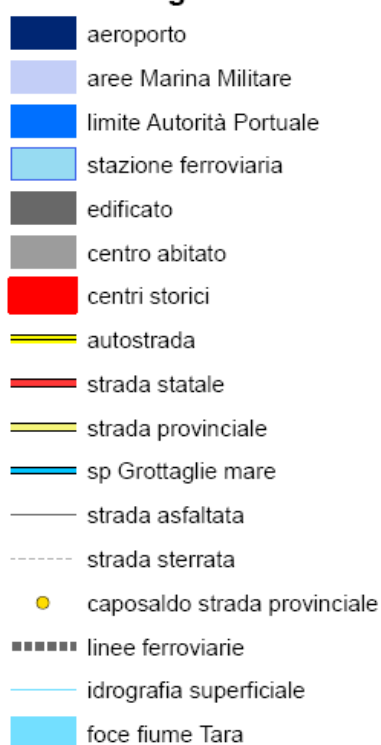 aeroporto
aree Marina Militare
limite Autorità Portuale
stazione ferroviaria
edificato
centro abitato
centri storici
autostrada
strada statale
strada provinciale
sp Grottaglie mare
strada asfaltata
strada sterrata
caposaldo strada provinciale
linee ferroviarie
idrografia superficiale
foce fiume Tara